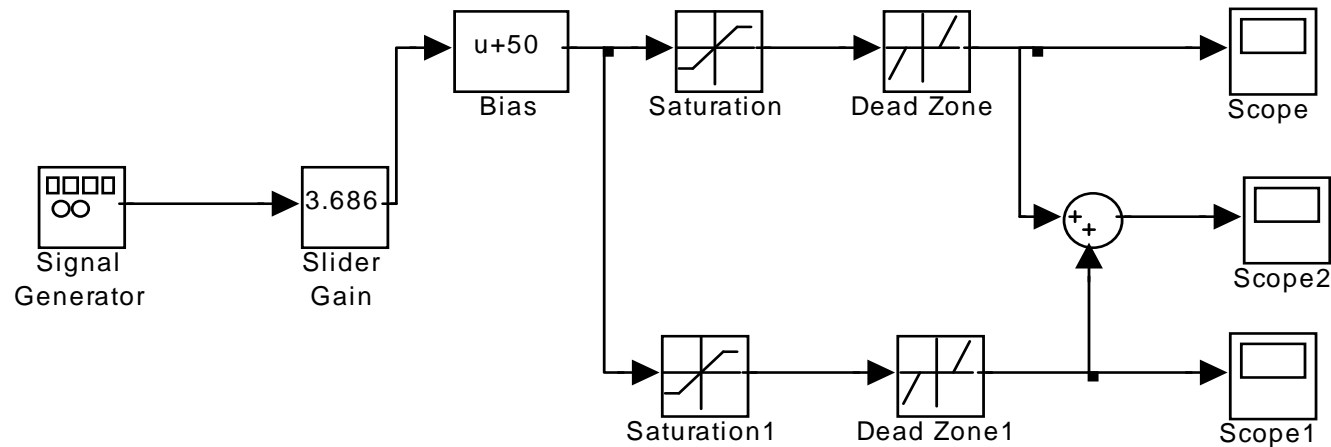 u+50
Bias
Saturation
Dead Zone
Scope
3.686
Signal
Generator
Slider
Gain
+
+
Scope2
Saturation1
Dead Zone1
Scope1